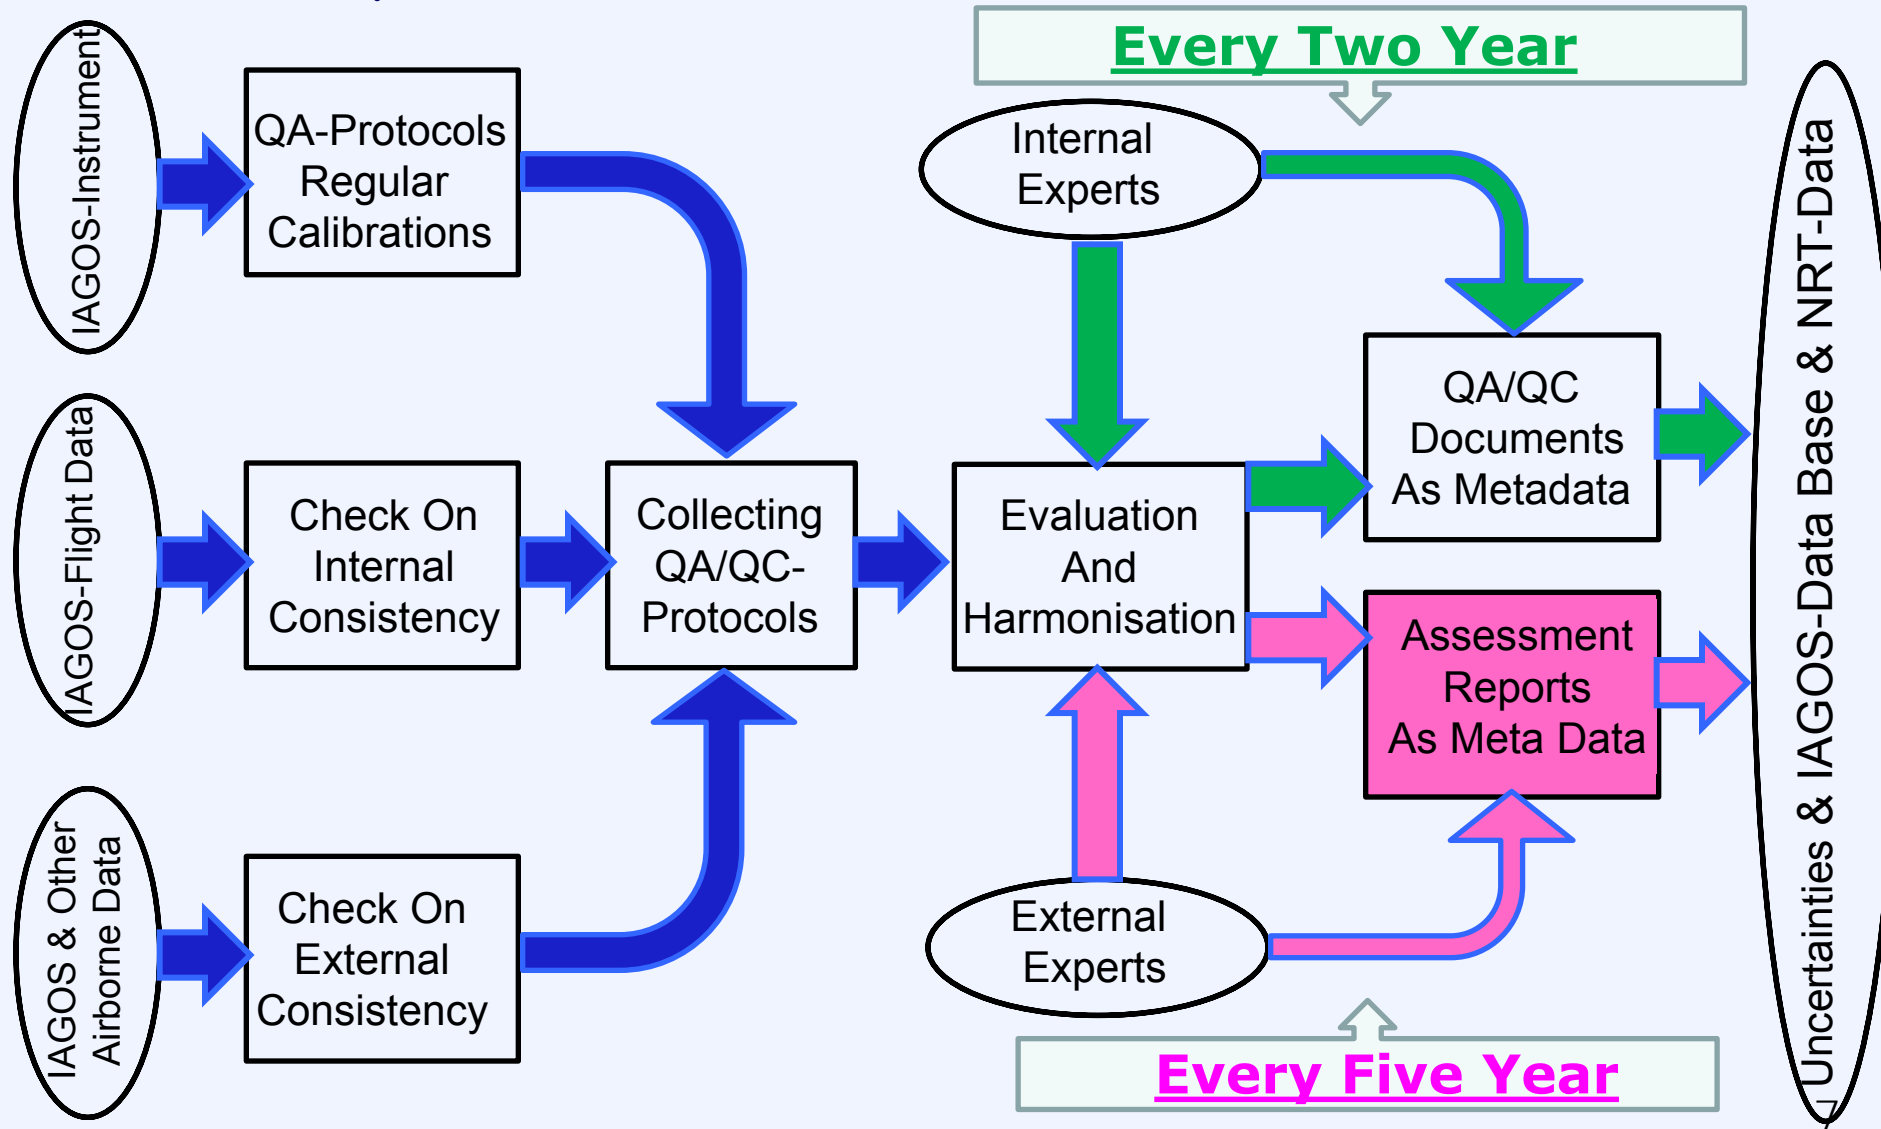 Every Two Year
IAGOS-Instrument
QA-Protocols
Regular
Calibrations
Internal
Experts
IAGOS-Flight Data
Check On
Internal
Consistency
Collecting
QA/QC-
Protocols
Evaluation
And
Harmonisation
QA/QC
Documents
As Metadata
Assessment
Reports
As Meta Data
IAGOS & Other
Airborne Data
Check On
External
Consistency
External
Experts
Every Five Year
Uncertainties & IAGOS-Data Base & NRT-Data
7